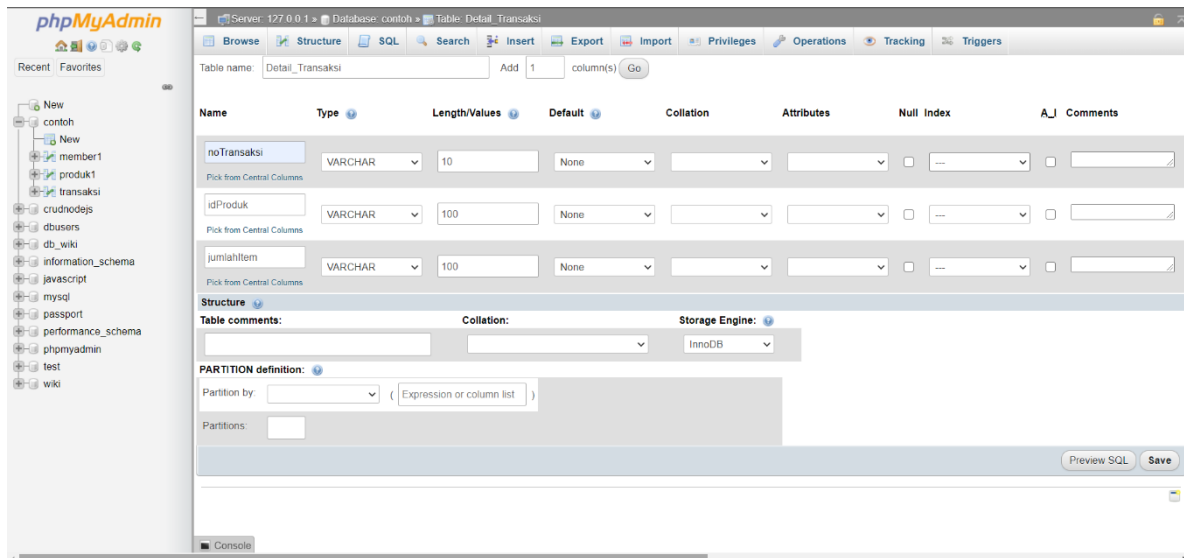 phpMyAdmin
Recent Favorites
New
contoh
New
member1
produk1
transaksi
crudnodejs
dbusers
db_wiki
information_schema
javascript
mysql
passport
performance_schema
phpmyadmin
test
wiki
Server: 127.0.0.1 » Database: contoh » Table: Detail_Transaksi
Browse Structure SQL Search Insert Export Import Privileges Operations Tracking Triggers
Table name: Detail_Transaksi Add 1 column(s) Go
Name Type Length/Values Default Collation Attributes Null Index A_I Comments
noTransaksi VARCHAR 10 None ---
Pick from Central Columns
idProduk VARCHAR 100 None ---
Pick from Central Columns
jumlahItem VARCHAR 100 None ---
Pick from Central Columns
Structure
Table comments: Collation: Storage Engine:
InnoDB
PARTITION definition:
Partition by: ( Expression or column list )
Partitions:
Preview SQL Save
Console